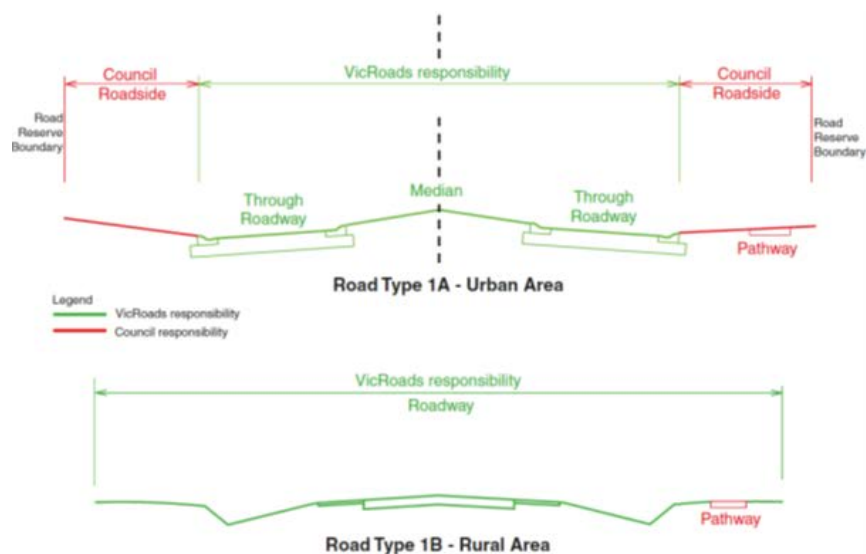 Council
Roadside
VicRoads responsibility
Council
Roadside
Road
Reserve
Boundary
Road
Reserve
Boundary
Through
Roadway
Median
Through
Roadway
Pathway
Road Type 1A - Urban Area
Legend
VicRoads responsibility
Council responsibility
VicRoads responsibility
Roadway
Pathway
Road Type 1B - Rural Area